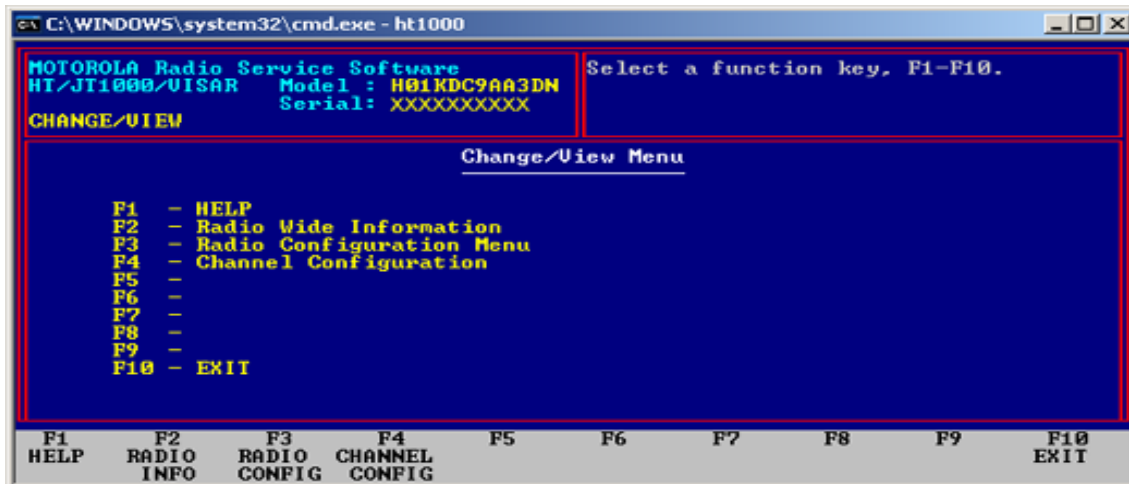 C:\WINDOWS\system32\cmd.exe - ht1000
MOTOROLA Radio Service Software
HT/JT1000/VISAR Model : H01KDC9AA3DN
Serial: XXXXXXXXXX
CHANGE/VIEW
Select a function key, F1-F10.
Change/View Menu
F1 - HELP
F2 - Radio Wide Information
F3 - Radio Configuration Menu
F4 - Channel Configuration
F5 -
F6 -
F7 -
F8 -
F9 -
F10 - EXIT
F1 F2 F3 F4 F5 F6 F7 F8 F9 F10
HELP RADIO RADIO CHANNEL EXIT
INFO CONFIG CONFIG